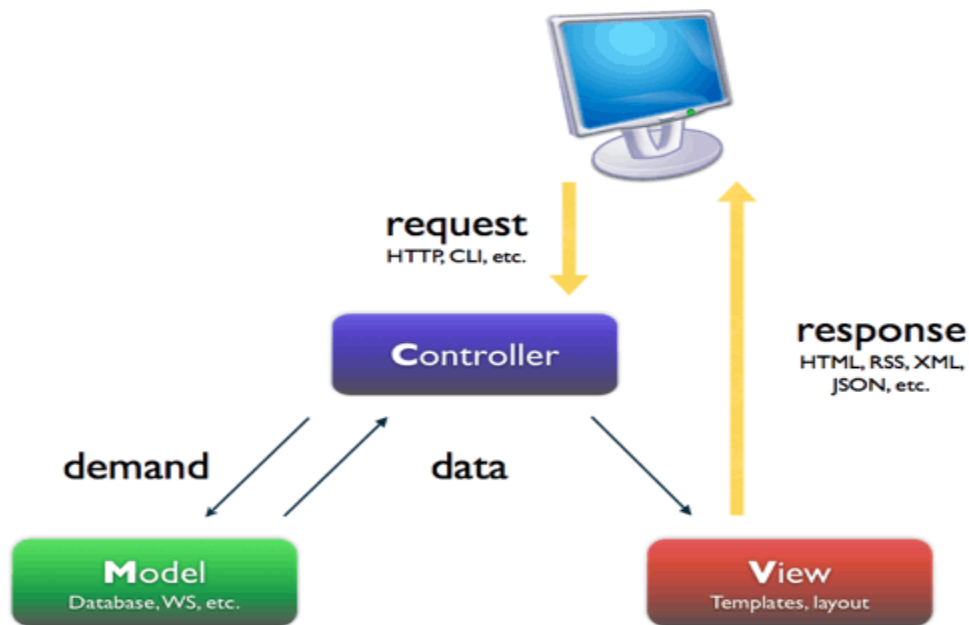 request
HTTP, CLI, etc.
Controller
response
HTML, RSS, XML,
JSON, etc.
demand
data
Model
Database, WS, etc.
View
Templates, layout